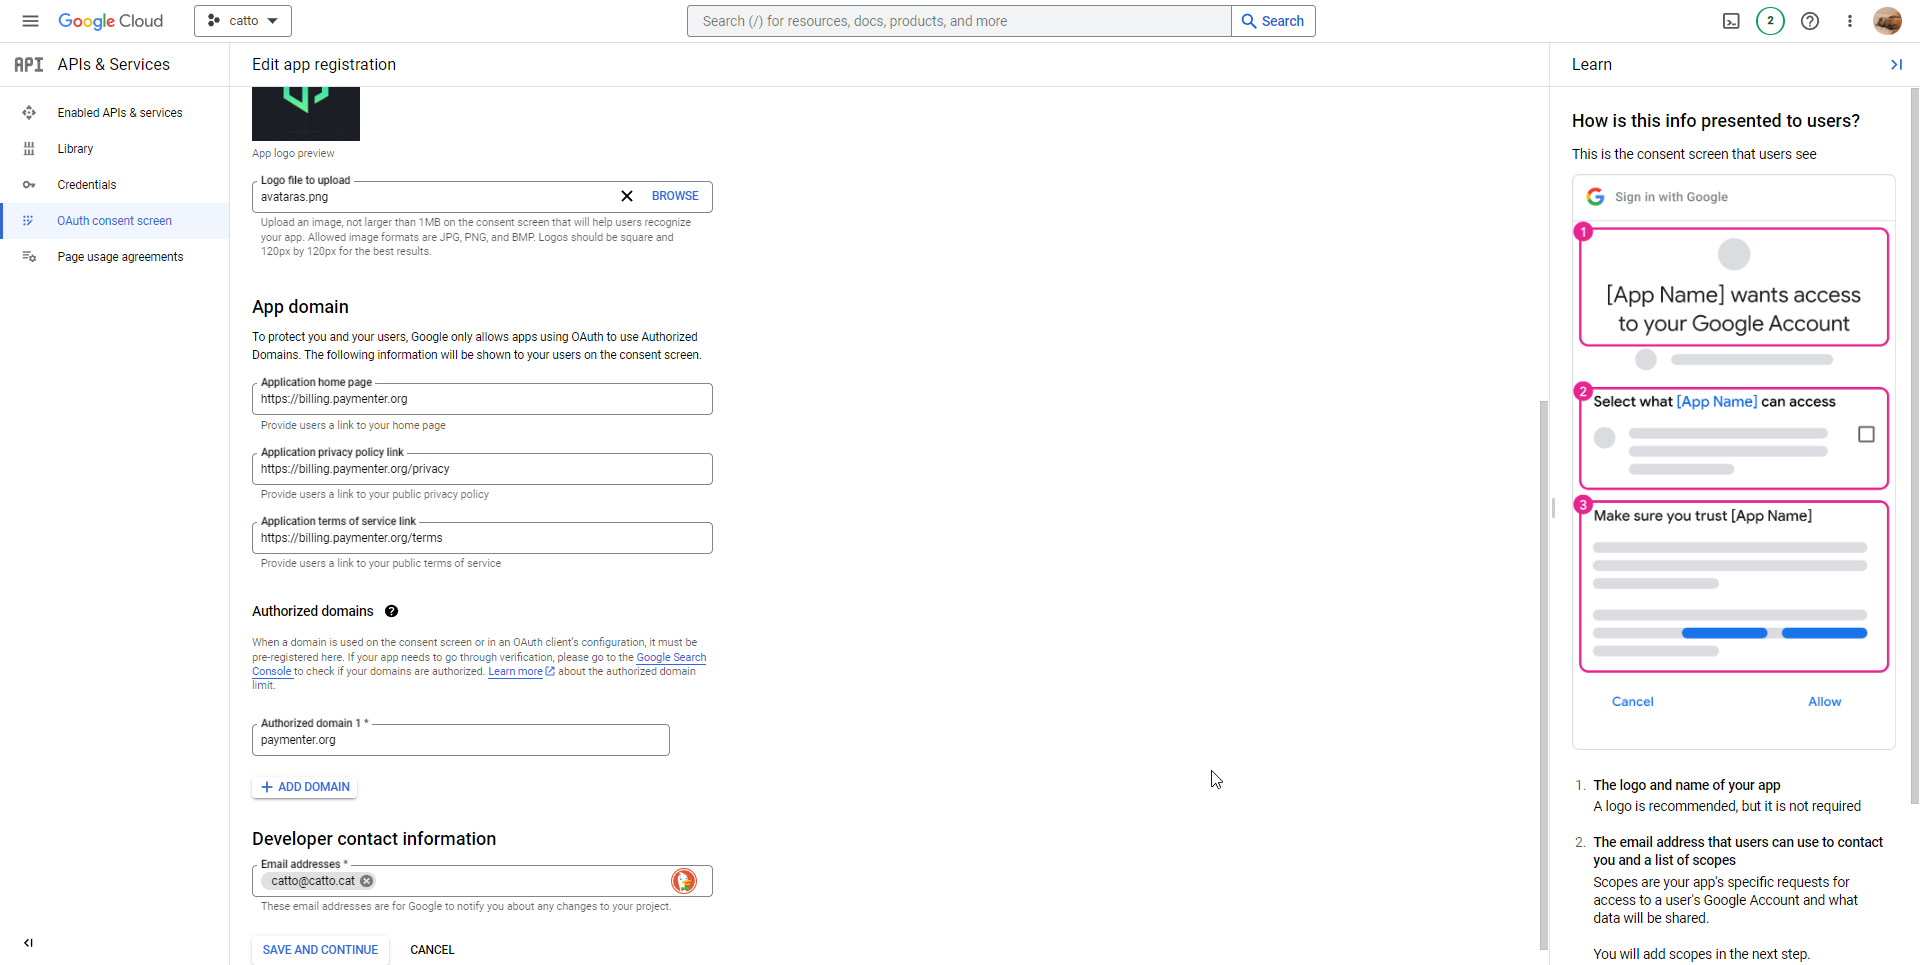 Google Cloud
catto
Search (/) for resources, docs, products, and more
Search
2
API APIs & Services
Edit app registration
Learn
Enabled APIs & services
Library
Credentials
OAuth consent screen
Page usage agreements
App logo preview
Logo file to upload
avataras.png
BROWSE
Upload an image, not larger than 1MB on the consent screen that will help users recognize
your app. Allowed image formats are JPG, PNG, and BMP. Logos should be square and
120px by 120px for the best results.
App domain
To protect you and your users, Google only allows apps using OAuth to use Authorized
Domains. The following information will be shown to your users on the consent screen.
Application home page
https://billing.paymenter.org
Provide users a link to your home page
Application privacy policy link
https://billing.paymenter.org/privacy
Provide users a link to your public privacy policy
Application terms of service link
https://billing.paymenter.org/terms
Provide users a link to your public terms of service
Authorized domains
When a domain is used on the consent screen or in an OAuth client's configuration, it must be
pre-registered here. If your app needs to go through verification, please go to the Google Search
Console to check if your domains are authorized. Learn more about the authorized domain
limit.
Authorized domain 1 *
paymenter.org
ADD DOMAIN
Developer contact information
Email addresses *
catto@catto.cat
These email addresses are for Google to notify you about any changes to your project.
SAVE AND CONTINUE
CANCEL
How is this info presented to users?
This is the consent screen that users see
Sign in with Google
1
[App Name] wants access
to your Google Account
2
Select what [App Name] can access
3
Make sure you trust [App Name]
Cancel
Allow
1. The logo and name of your app
A logo is recommended, but it is not required
2. The email address that users can use to contact
you and a list of scopes
Scopes are your app's specific requests for
access to a user's Google Account and what
data will be shared.
You will add scopes in the next step.